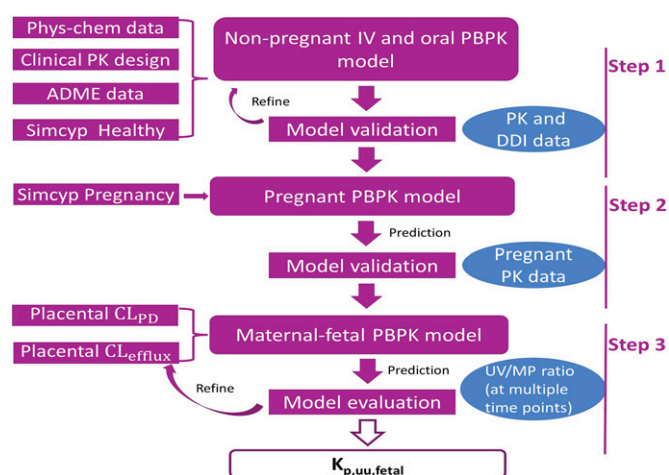 Phys-chem data
Clinical PK design
ADME data
Simcyp Healthy
Non-pregnant IV and oral PBPK
model
Step 1
Refine
Model validation
PK and
DDI data
Simcyp Pregnancy
Pregnant PBPK model
Step 2
Prediction
Model validation
Pregnant
PK data
Placental CLPD
Placental CLefflux
Maternal-fetal PBPK model
Step 3
Prediction
Refine
Model evaluation
UV/MP ratio
(at multiple
time points)
Kp,uu,fetal